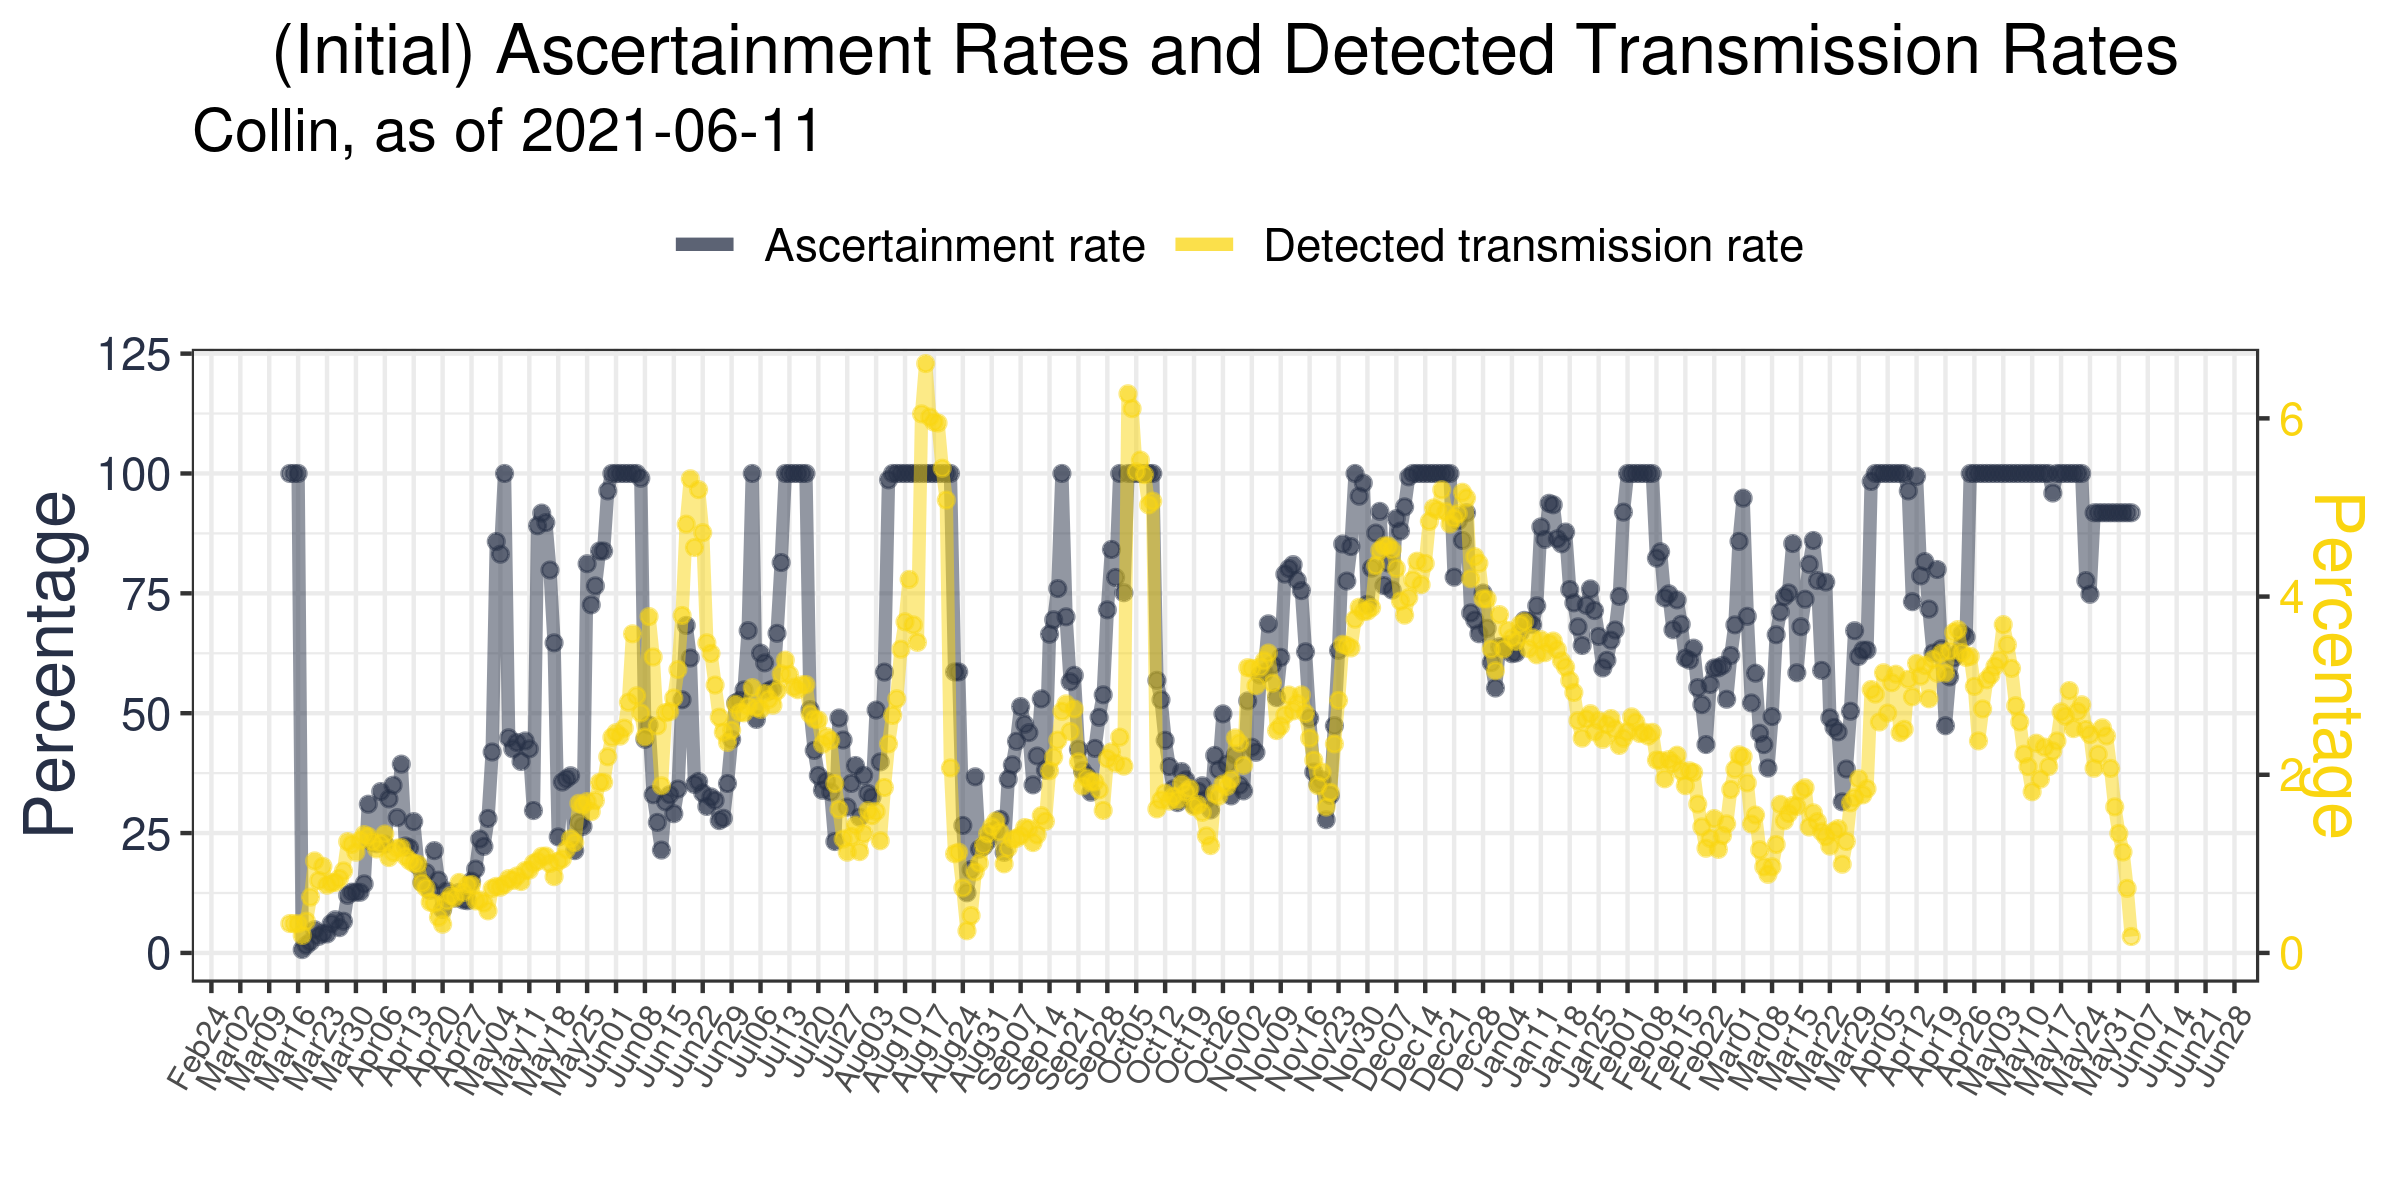 (Initial) Ascertainment Rates and Detected Transmission Rates
Collin, as of 2021-06-11
Ascertainment rate
Detected transmission rate
Percentage
125
100
75
50
25
0
6
4
2
0
Percentage
Feb24
Mar02
Mar09
Mar16
Mar23
Mar30
Apr06
Apr13
Apr20
Apr27
May04
May11
May18
May25
Jun01
Jun08
Jun15
Jun22
Jun29
Jul06
Jul13
Jul20
Jul27
Aug03
Aug10
Aug17
Aug24
Aug31
Sep07
Sep14
Sep21
Sep28
Oct05
Oct12
Oct19
Oct26
Nov02
Nov09
Nov16
Nov23
Nov30
Dec07
Dec14
Dec21
Dec28
Jan04
Jan11
Jan18
Jan25
Feb01
Feb08
Feb15
Feb22
Mar01
Mar08
Mar15
Mar22
Mar29
Apr05
Apr12
Apr19
Apr26
May03
May10
May17
May24
May31
Jun07
Jun14
Jun21
Jun28